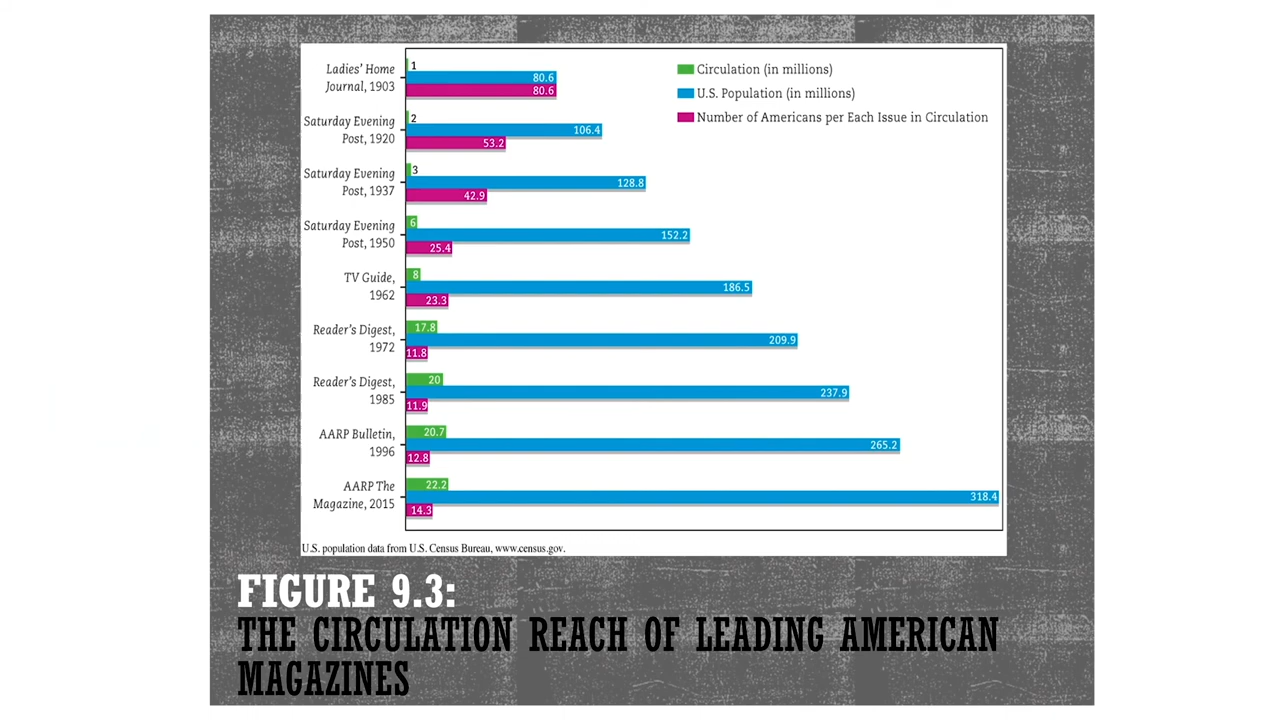 Ladies' Home
Journal, 1903
1
80.6
80.6
Saturday Evening
Post, 1920
2
106.4
53.2
Saturday Evening
Post, 1937
3
128.8
42.9
Saturday Evening
Post, 1950
6
152.2
25.4
TV Guide,
1962
8
186.5
23.3
Reader's Digest,
1972
17.8
209.9
11.8
Reader's Digest,
1985
20
237.9
11.9
AARP Bulletin,
1996
20.7
265.2
12.8
AARP The
Magazine, 2015
22.2
318.4
14.3
Circulation (in millions)
U.S. Population (in millions)
Number of Americans per Each Issue in Circulation
U.S. population data from U.S. Census Bureau, www.census.gov.
FIGURE 9.3:
THE CIRCULATION REACH OF LEADING AMERICAN
MAGAZINES